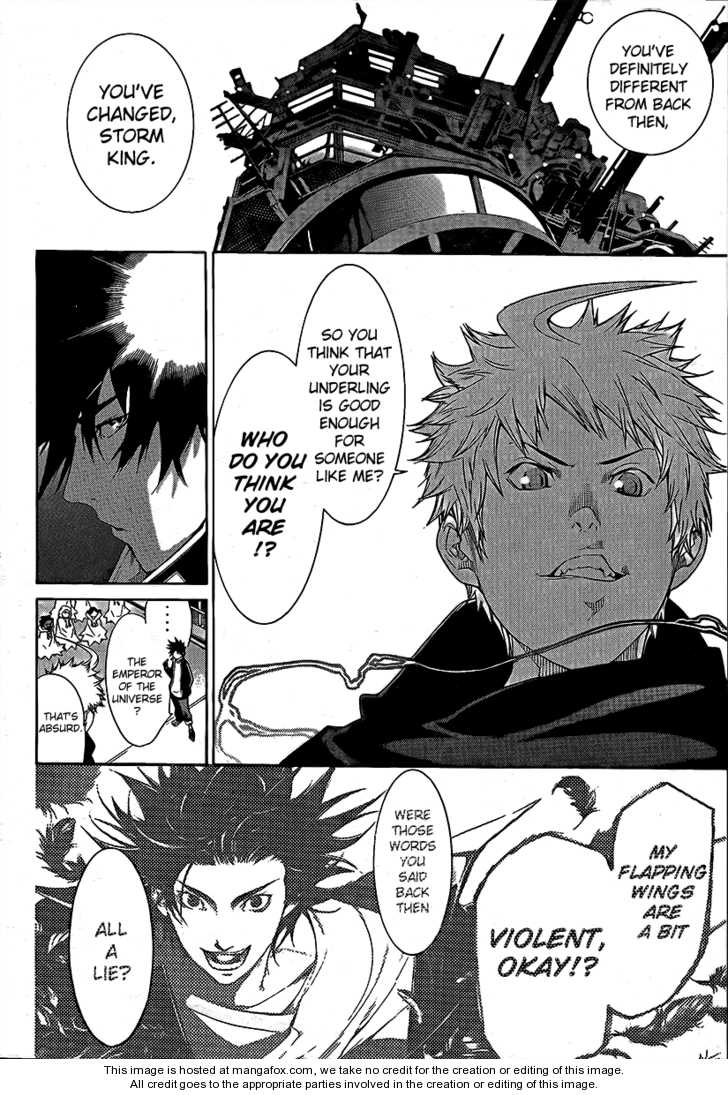 YOU'VE
DEFINITELY
DIFFERENT
FROM BACK
THEN,
YOU'VE
CHANGED,
STORM
KING.
SO YOU
THINK THAT
YOUR
UNDERLING
IS GOOD
ENOUGH
FOR
SOMEONE
LIKE ME?
WHO
DO YOU
THINK
YOU
ARE
!?
....
THE
EMPEROR
OF THE
UNIVERSE
?
THAT'S
ABSURD.
MY
FLAPPING
WINGS
ARE
A BIT
VIOLENT,
OKAY!?
WERE
THOSE
WORDS
YOU
SAID
BACK
THEN
ALL
A
LIE?
This image is hosted at mangafox.com, we take no credit for the creation or editing of this image.
All credit goes to the appropriate parties involved in the creation or editing of this image.